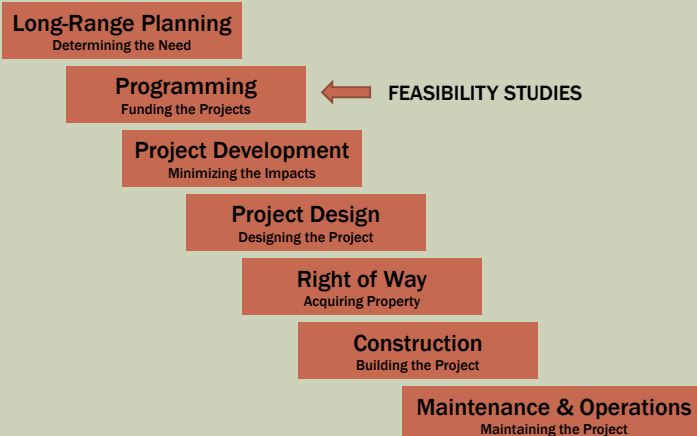 Long-Range Planning
Determining the Need
Programming
Funding the Projects
FEASIBILITY STUDIES
Project Development
Minimizing the Impacts
Project Design
Designing the Project
Right of Way
Acquiring Property
Construction
Building the Project
Maintenance & Operations
Maintaining the Project